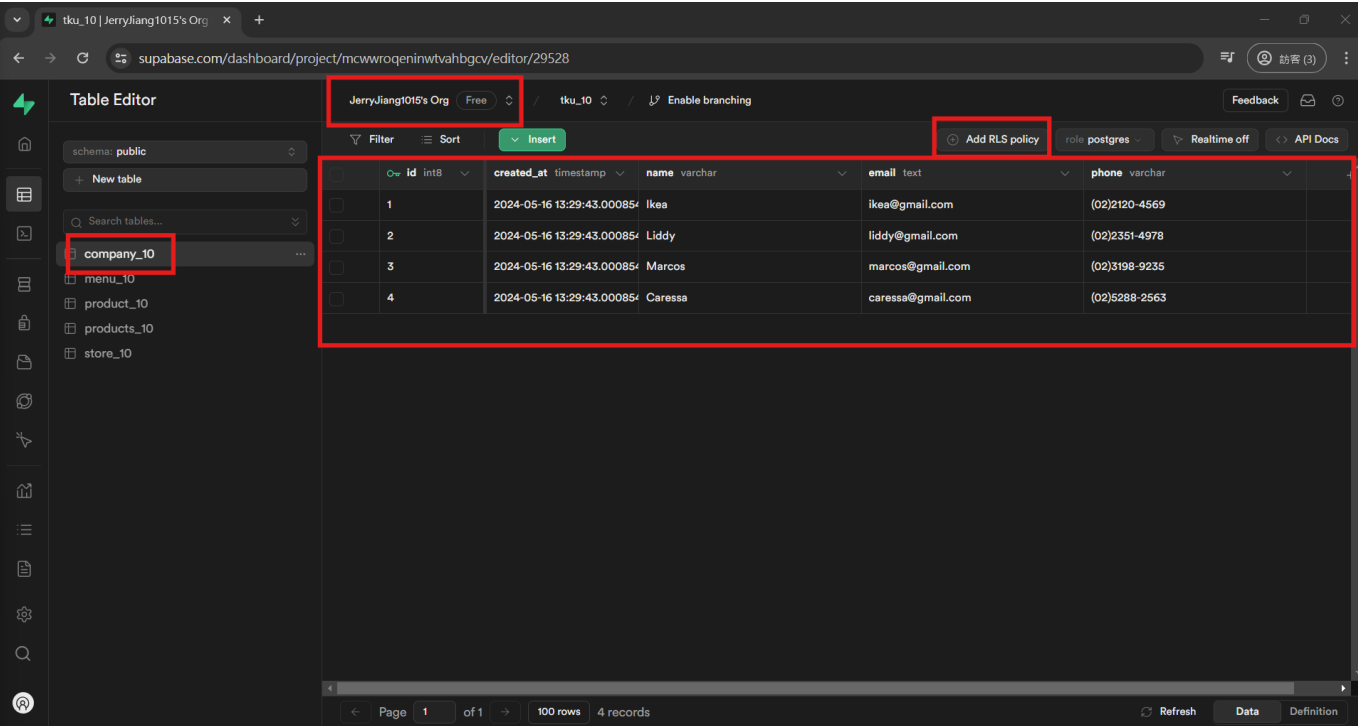 tku_10 | JerryJiang1015's Org
supabase.com/dashboard/project/mcwwroqeninwtvahbgcv/editor/29528
訪客 (3)
Table Editor
JerryJiang1015's Org Free / tku_10 / Enable branching
Feedback
schema: public
New table
Search tables...
company_10
menu_10
product_10
products_10
store_10
Filter Sort Insert Add RLS policy role postgres Realtime off API Docs
id int8 created_at timestamp name varchar email text phone varchar
1 2024-05-16 13:29:43.000854 Ikea ikea@gmail.com (02)2120-4569
2 2024-05-16 13:29:43.000854 Liddy liddy@gmail.com (02)2351-4978
3 2024-05-16 13:29:43.000854 Marcos marcos@gmail.com (02)3198-9235
4 2024-05-16 13:29:43.000854 Caressa caressa@gmail.com (02)5288-2563
Page 1 of 1 100 rows 4 records Refresh Data Definition